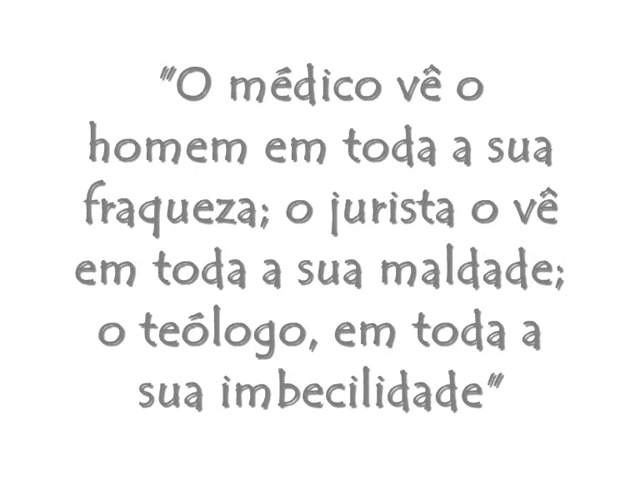 "O médico vê o
homem em toda a sua
fraqueza; o jurista o vê
em toda a sua maldade;
o teólogo, em toda a
sua imbecilidade"